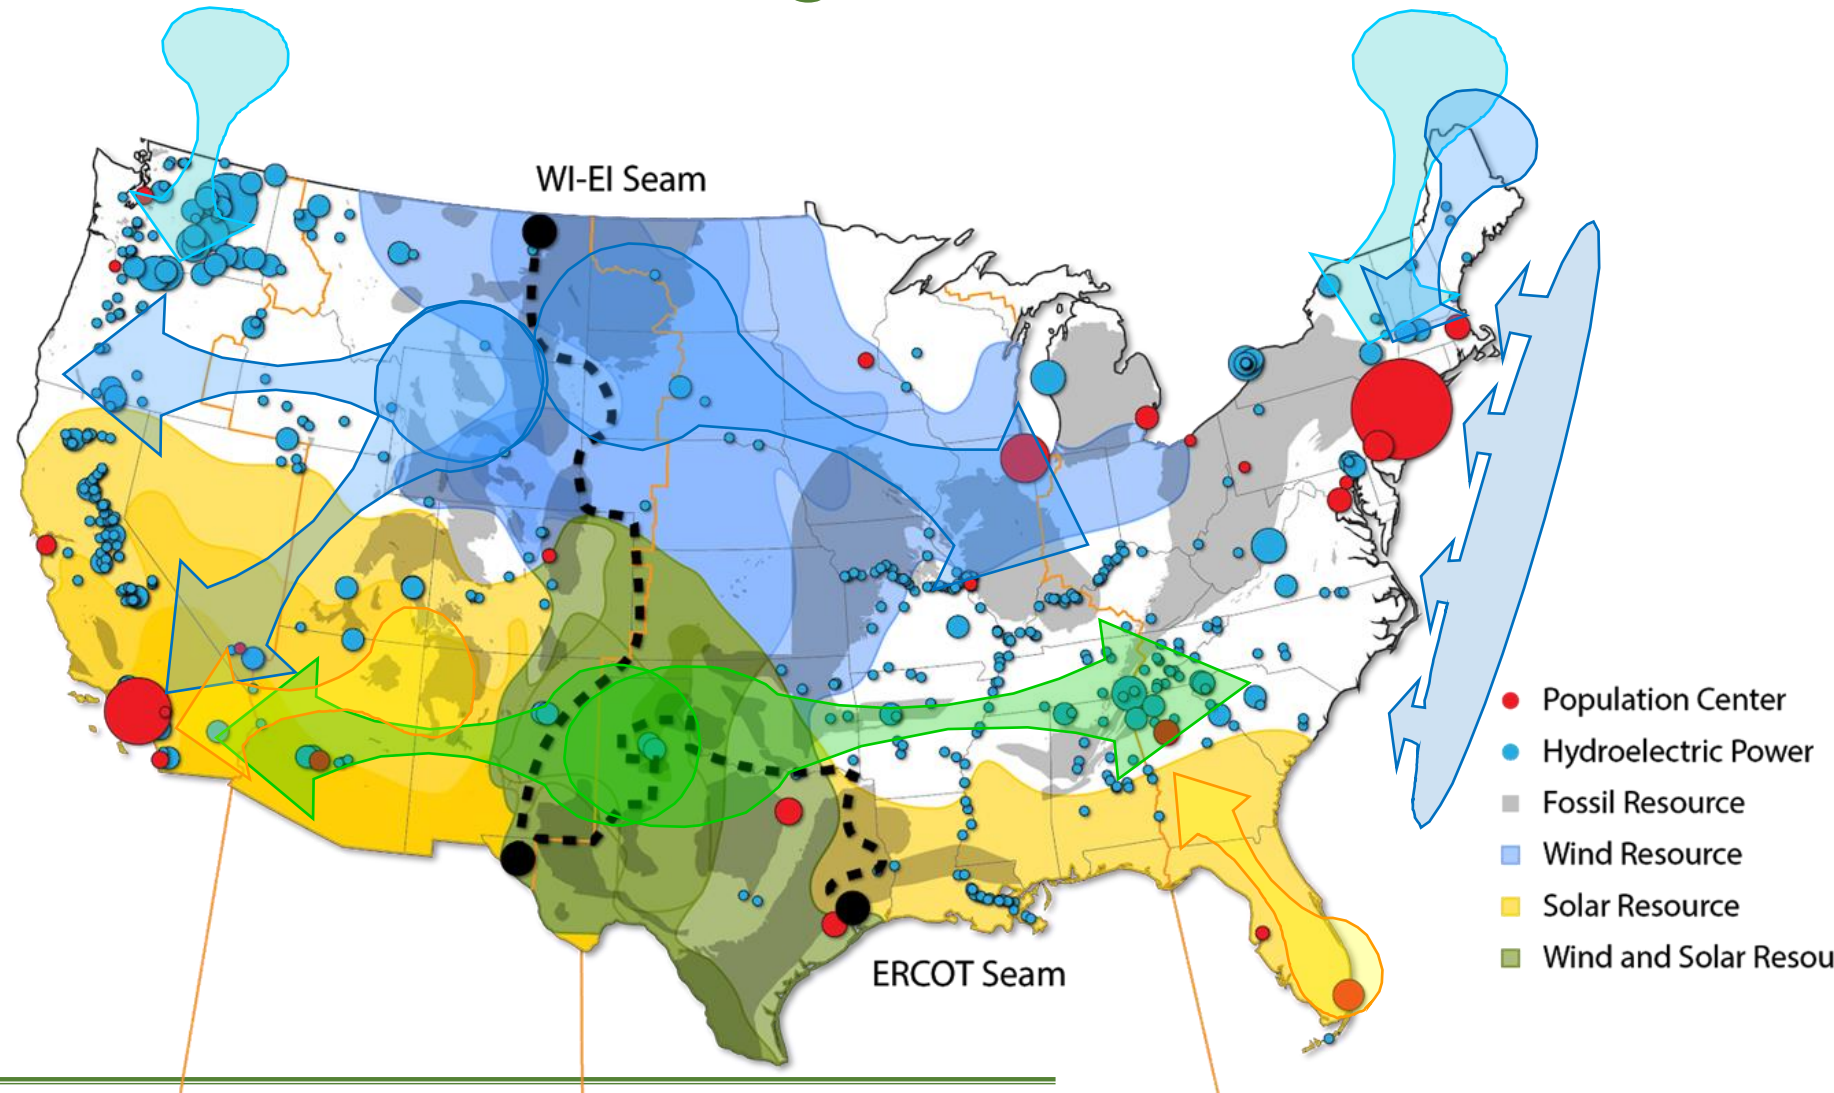 WI-EI Seam
Population Center
Hydroelectric Power
Fossil Resource
Wind Resource
Solar Resource
Wind and Solar Resou
ERCOT Seam